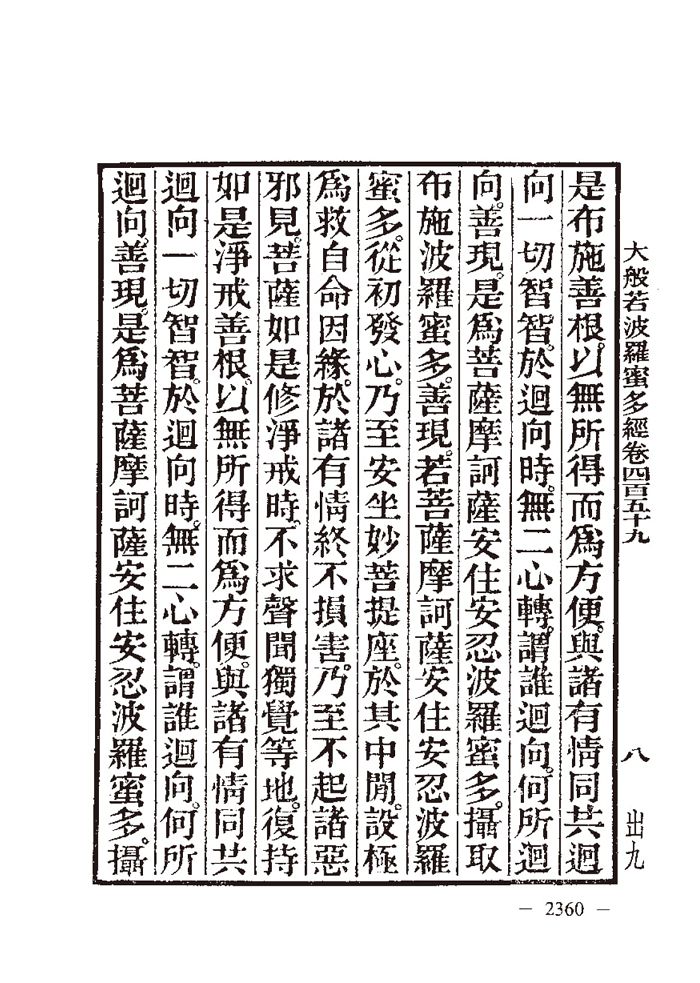 大般若波羅蜜多經卷四百五十九 八 出九
是布施善根。以無所得而爲方便。與諸有情同共迴
向一切智智。於迴向時。無二心轉。謂誰迴向。何所迴
向。善現。是爲菩薩摩訶薩安住安忍波羅蜜多。攝取
布施波羅蜜多。善現。若菩薩摩訶薩安住安忍波羅
蜜多。從初發心。乃至安坐妙菩提座。於其中閒。設極
爲救自命因緣。於諸有情終不損害。乃至不起諸惡
邪見。菩薩如是修淨戒時。不求聲聞獨覺等地。復持
如是淨戒善根。以無所得而爲方便。與諸有情同共
迴向一切智智。於迴向時。無二心轉。謂誰迴向。何所
迴向。善現。是爲菩薩摩訶薩安住安忍波羅蜜多。攝
— 2360 —